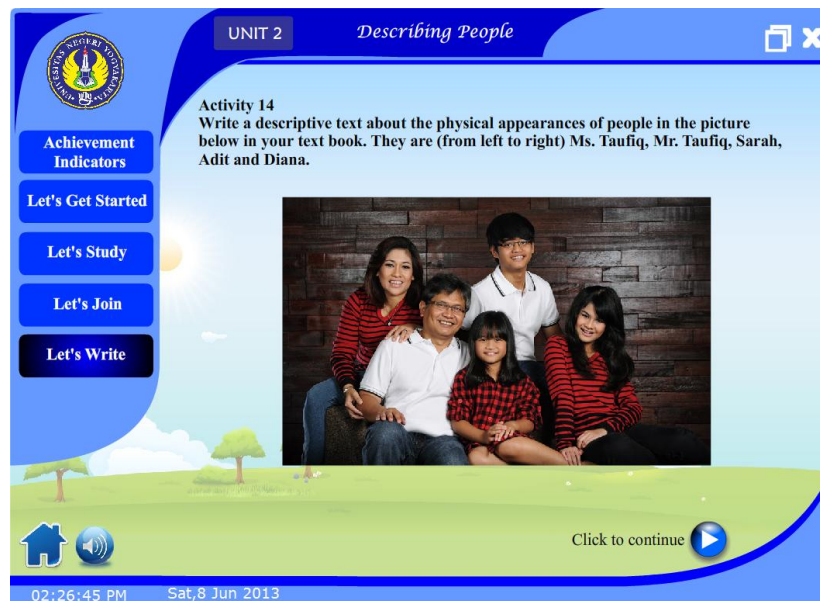 UNIT 2
Describing People
UNIVERSITAS NEGERI YOGYAKARTA
Activity 14
Write a descriptive text about the physical appearances of people in the picture
below in your text book. They are (from left to right) Ms. Taufiq, Mr. Taufiq, Sarah,
Adit and Diana.
Achievement
Indicators
Let's Get Started
Let's Study
Let's Join
Let's Write
Click to continue
02:26:45 PM
Sat,8 Jun 2013